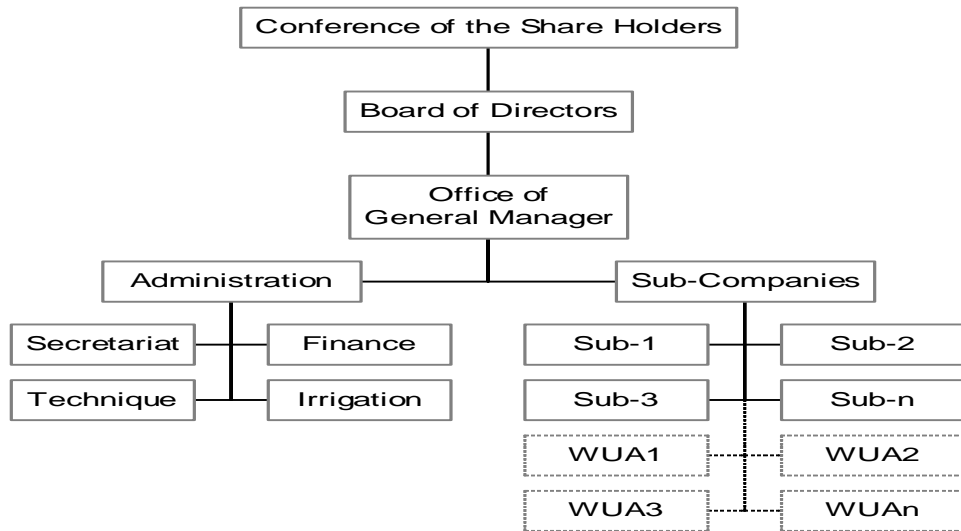 Conference of the Share Holders
Board of Directors
Office of
General Manager
Administration
Sub-Companies
Secretariat
Finance
Sub-1
Sub-2
Technique
Irrigation
Sub-3
Sub-n
WUA1
WUA2
WUA3
WUAn